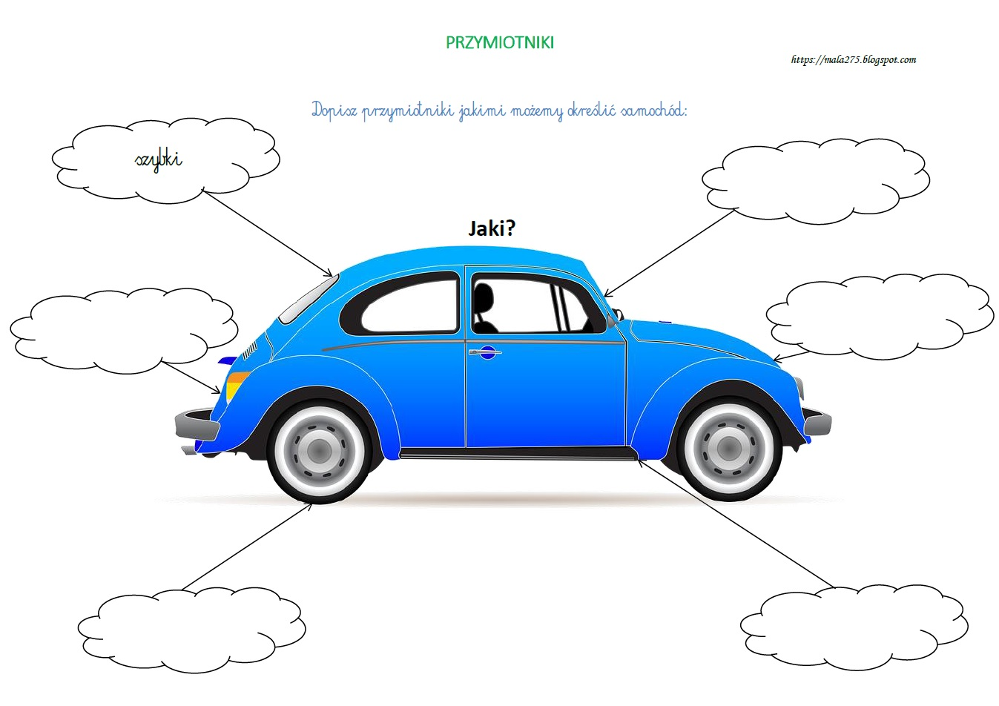 PRZYMIOTNIKI
https://mala275.blogspot.com
Dopisz przymiotniki jakimi możemy określić samochód:
szybki
Jaki?